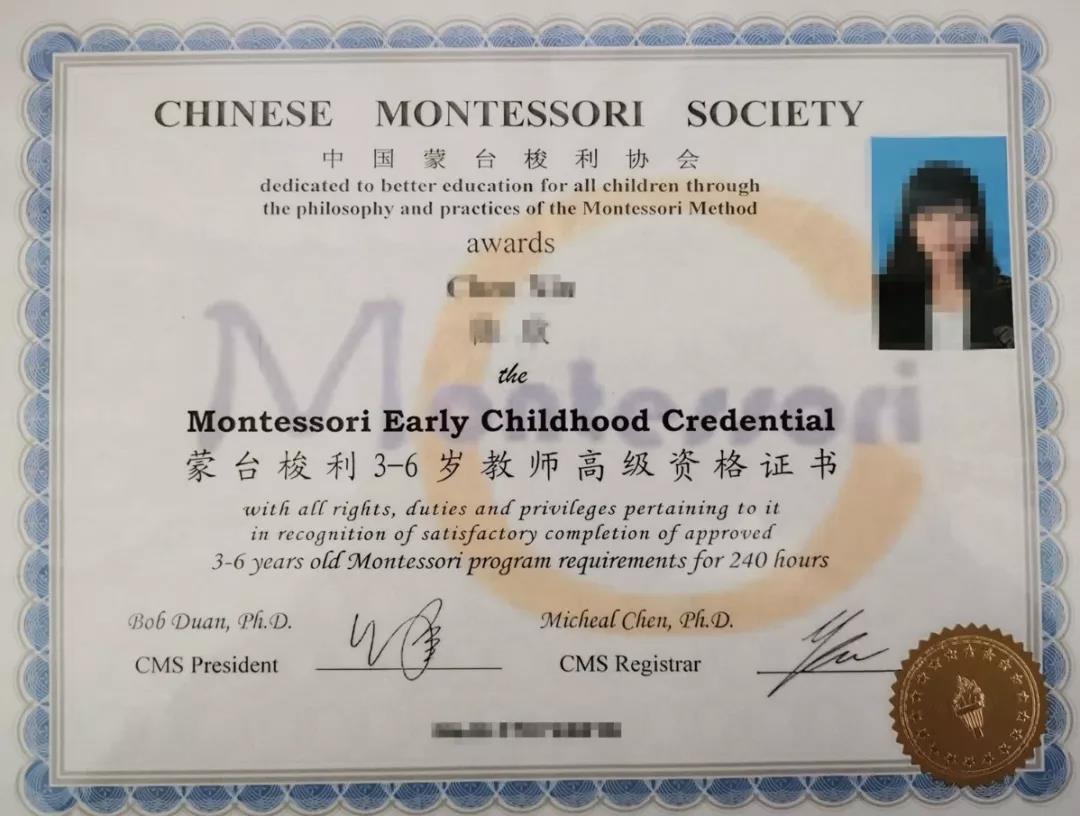 CHINESE MONTESSORI SOCIETY
中国蒙台梭利协会
dedicated to better education for all children through
the philosophy and practices of the Montessori Method
awards
the
Montessori
Montessori Early Childhood Credential
蒙台梭利3-6岁教师高级资格证书
with all rights, duties and privileges pertaining to it
in recognition of satisfactory completion of approved
3-6 years old Montessori program requirements for 240 hours
Bob Duan, Ph.D.
CMS President
Micheal Chen, Ph.D.
CMS Registrar